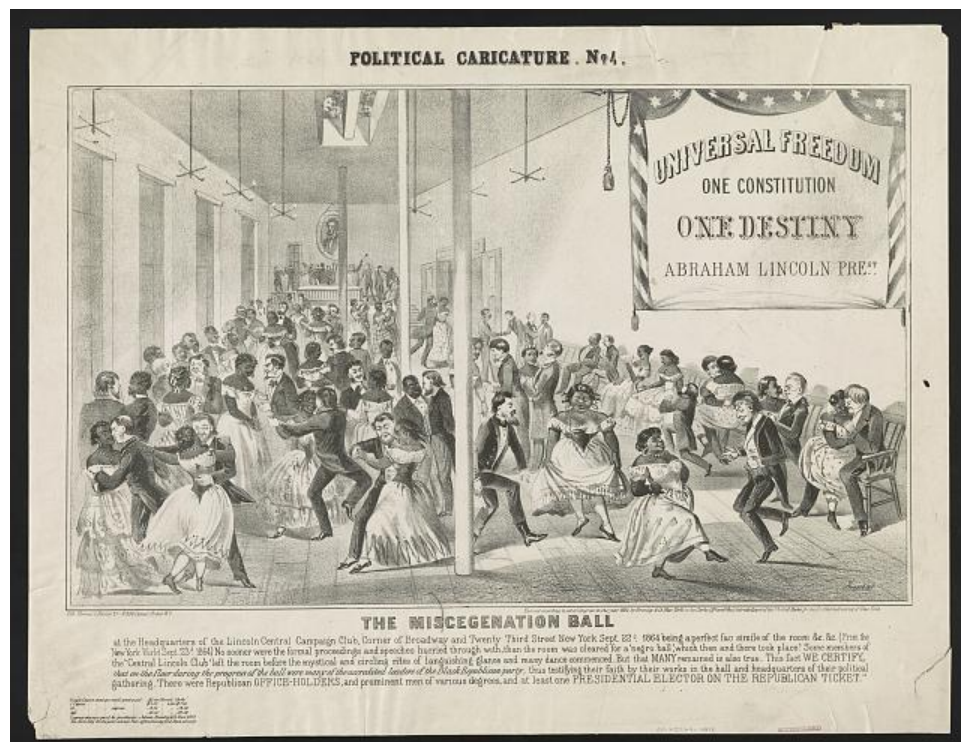 POLITICAL CARICATURE. No 4.
UNIVERSAL FREEDOM
ONE CONSTITUTION
ONE DESTINY
ABRAHAM LINCOLN PREST.
THE MISCEGENATION BALL
at the Headquarters of the Lincoln Central Campaign Club, Corner of Broadway and Twenty Third Street New York Sept. 22d. 1864 being a perfect fac simile of the room &c. &c. (From the
New York World Sept. 23d. 1864) No sooner were the formal proceedings and speeches hurried through with, than the room was cleared for a "negro ball," which then and there took place! Some members of
the "Central Lincoln Club" left the room before the mystical and circling rites of languishing glance and mazy dance commenced. But that MANY remained is also true. This fact WE CERTIFY,
that on the floor during the progress of the ball were many of the accredited leaders of the Black Republican party, thus testifying their faith by their works in the hall and headquarters of their political
gathering. There were Republican OFFICE-HOLDERS, and prominent men of various degrees, and at least one PRESIDENTIAL ELECTOR ON THE REPUBLICAN TICKET."